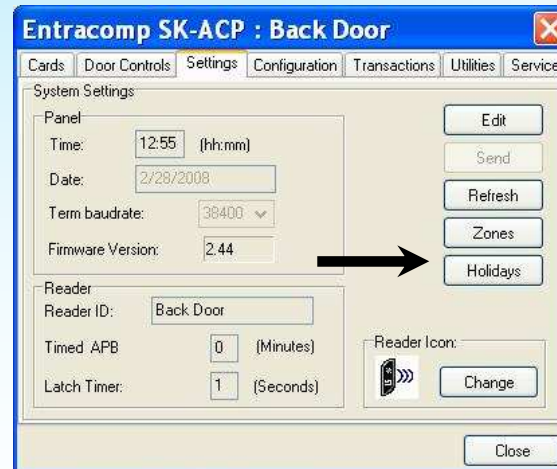 Entracomp SK-ACP : Back Door
Cards Door Controls Settings Configuration Transactions Utilities Service
System Settings
Panel
Time: 12:55 (hh:mm)
Date: 2/28/2008
Term baudrate: 38400
Firmware Version: 2.44
Edit
Send
Refresh
Zones
Holidays
Reader
Reader ID: Back Door
Timed APB 0 (Minutes)
Latch Timer: 1 (Seconds)
Reader Icon:
Change
Close